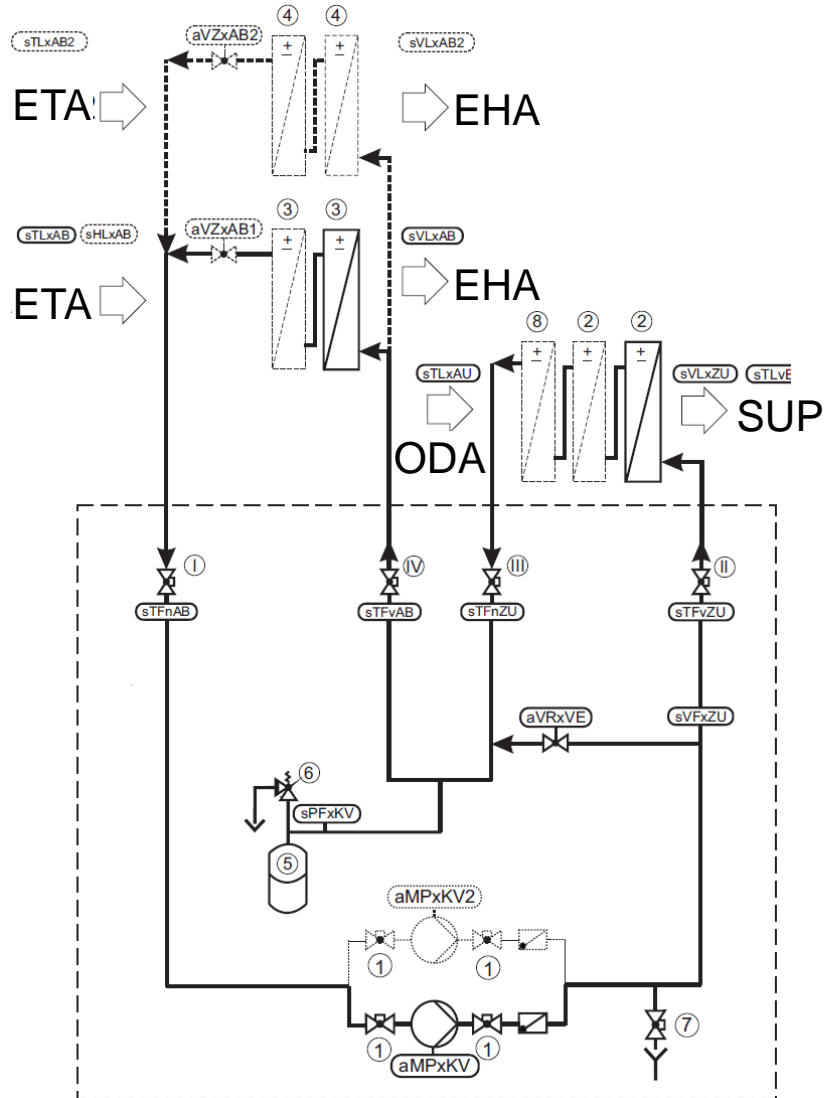 ④ ④
sTLxAB2 aVZxAB2 sVLxAB2
± ±
ETA EHA
③ ③
sTLxAB sHLxAB aVZxAB1 sVLxAB
± ±
ETA EHA
⑧ ② ②
sTLxAU ± ± ± sVLxZU sTLvE
SUP
ODA
I IV III II
sTFnAB sTFvAB sTFnZU sTFvZU
aVRxVE sVFxZU
⑥
sPFxKV
⑤
aMPxKV2
① ①
⑦
① ①
aMPxKV